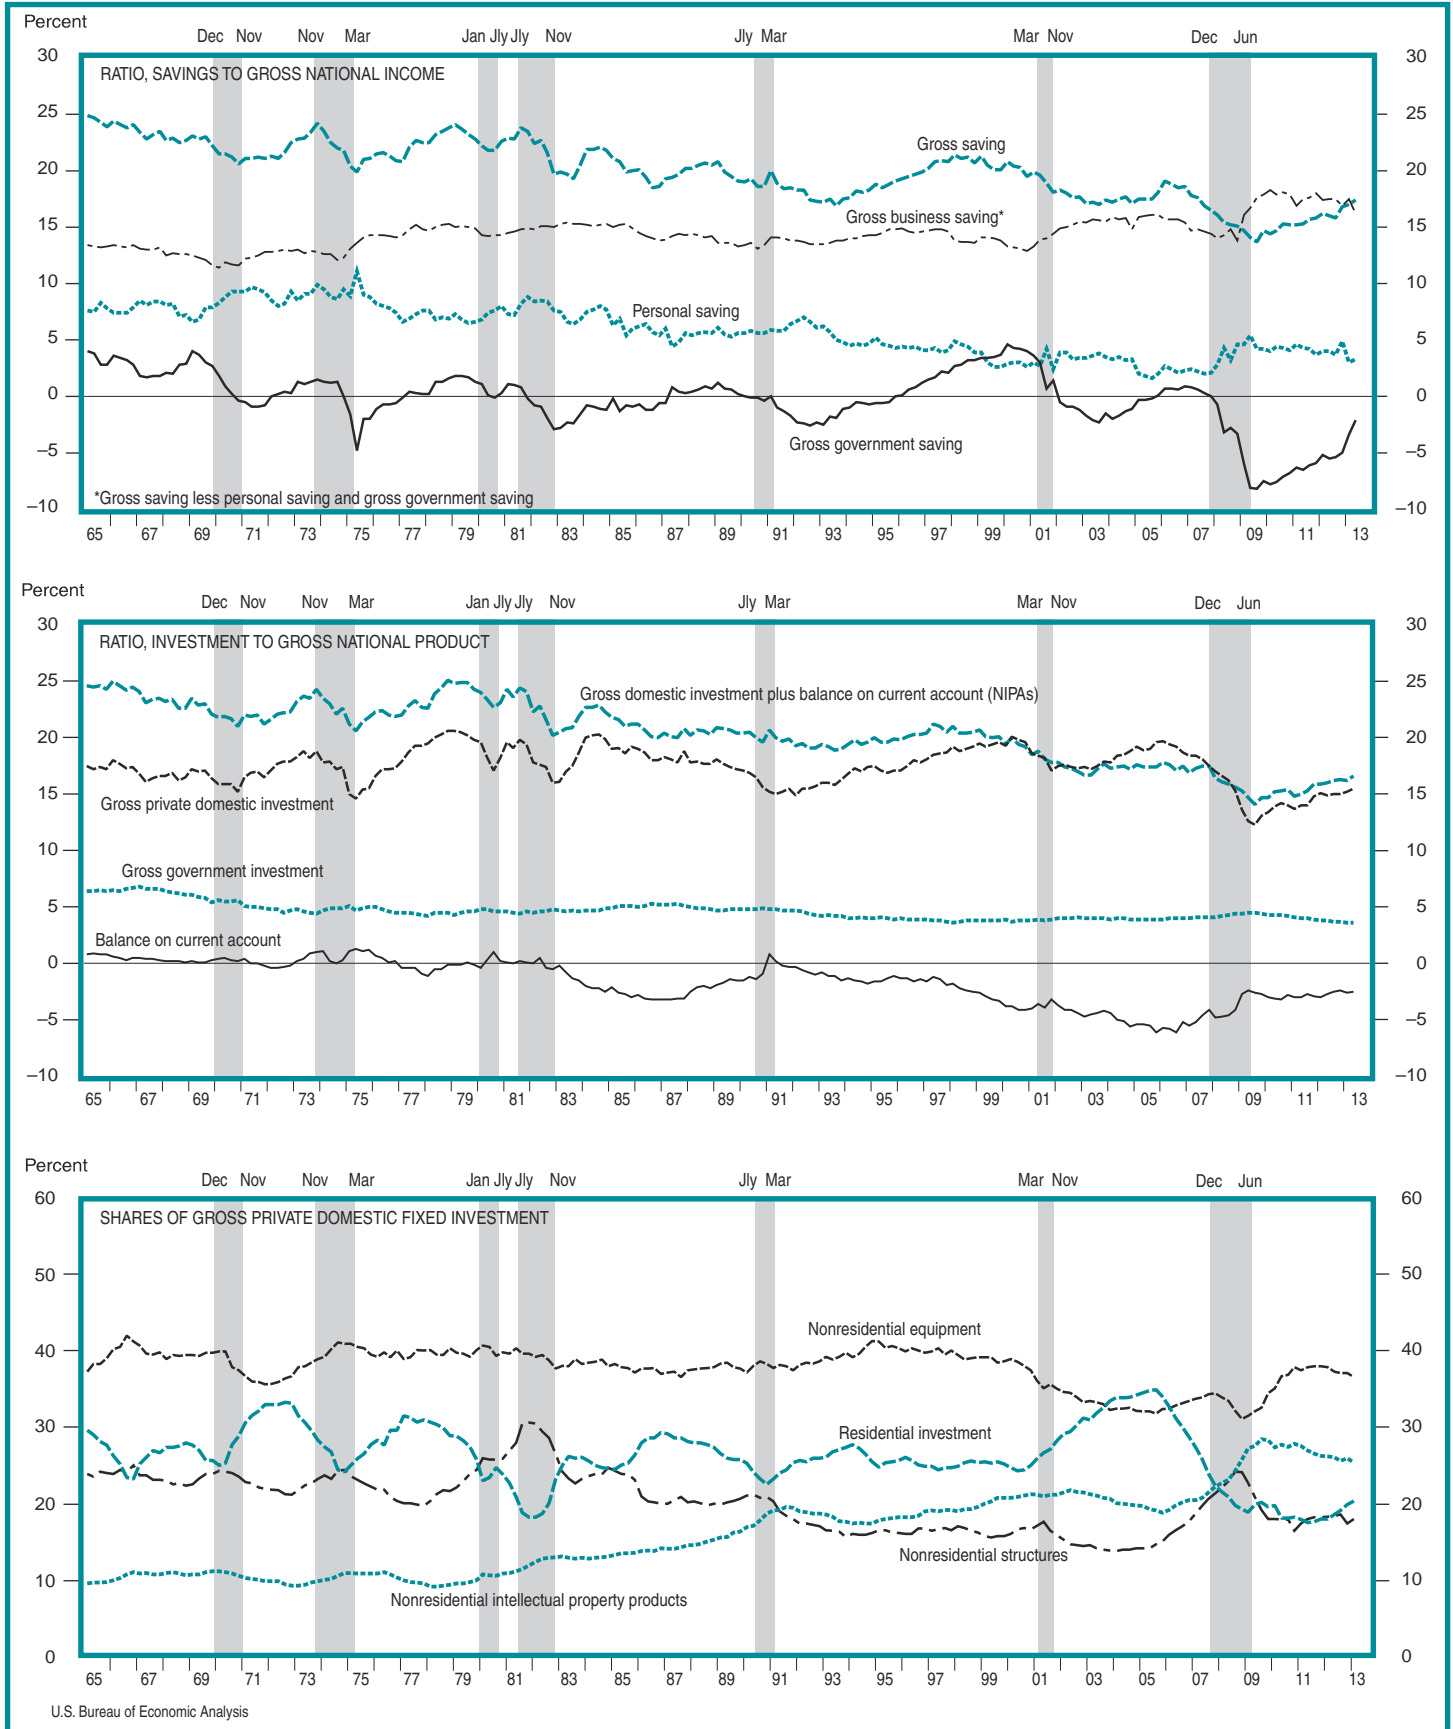 Percent
Dec Nov Nov Mar Jan Jly Jly Nov Jly Mar Mar Nov Dec Jun
30 30
RATIO, SAVINGS TO GROSS NATIONAL INCOME
25 25
Gross saving
20 20
Gross business saving*
15 15
10 10
Personal saving
5 5
0 0
Gross government saving
–5 –5
*Gross saving less personal saving and gross government saving
–10 –10
65 67 69 71 73 75 77 79 81 83 85 87 89 91 93 95 97 99 01 03 05 07 09 11 13
Percent
Dec Nov Nov Mar Jan Jly Jly Nov Jly Mar Mar Nov Dec Jun
30 30
RATIO, INVESTMENT TO GROSS NATIONAL PRODUCT
25 25
Gross domestic investment plus balance on current account (NIPAs)
20 20
15 15
Gross private domestic investment
10 10
Gross government investment
5 5
Balance on current account
0 0
–5 –5
–10 –10
65 67 69 71 73 75 77 79 81 83 85 87 89 91 93 95 97 99 01 03 05 07 09 11 13
Percent
Dec Nov Nov Mar Jan Jly Jly Nov Jly Mar Mar Nov Dec Jun
60 60
SHARES OF GROSS PRIVATE DOMESTIC FIXED INVESTMENT
50 50
Nonresidential equipment
40 40
Residential investment
30 30
20 20
Nonresidential structures
10 10
Nonresidential intellectual property products
0 0
65 67 69 71 73 75 77 79 81 83 85 87 89 91 93 95 97 99 01 03 05 07 09 11 13
U.S. Bureau of Economic Analysis